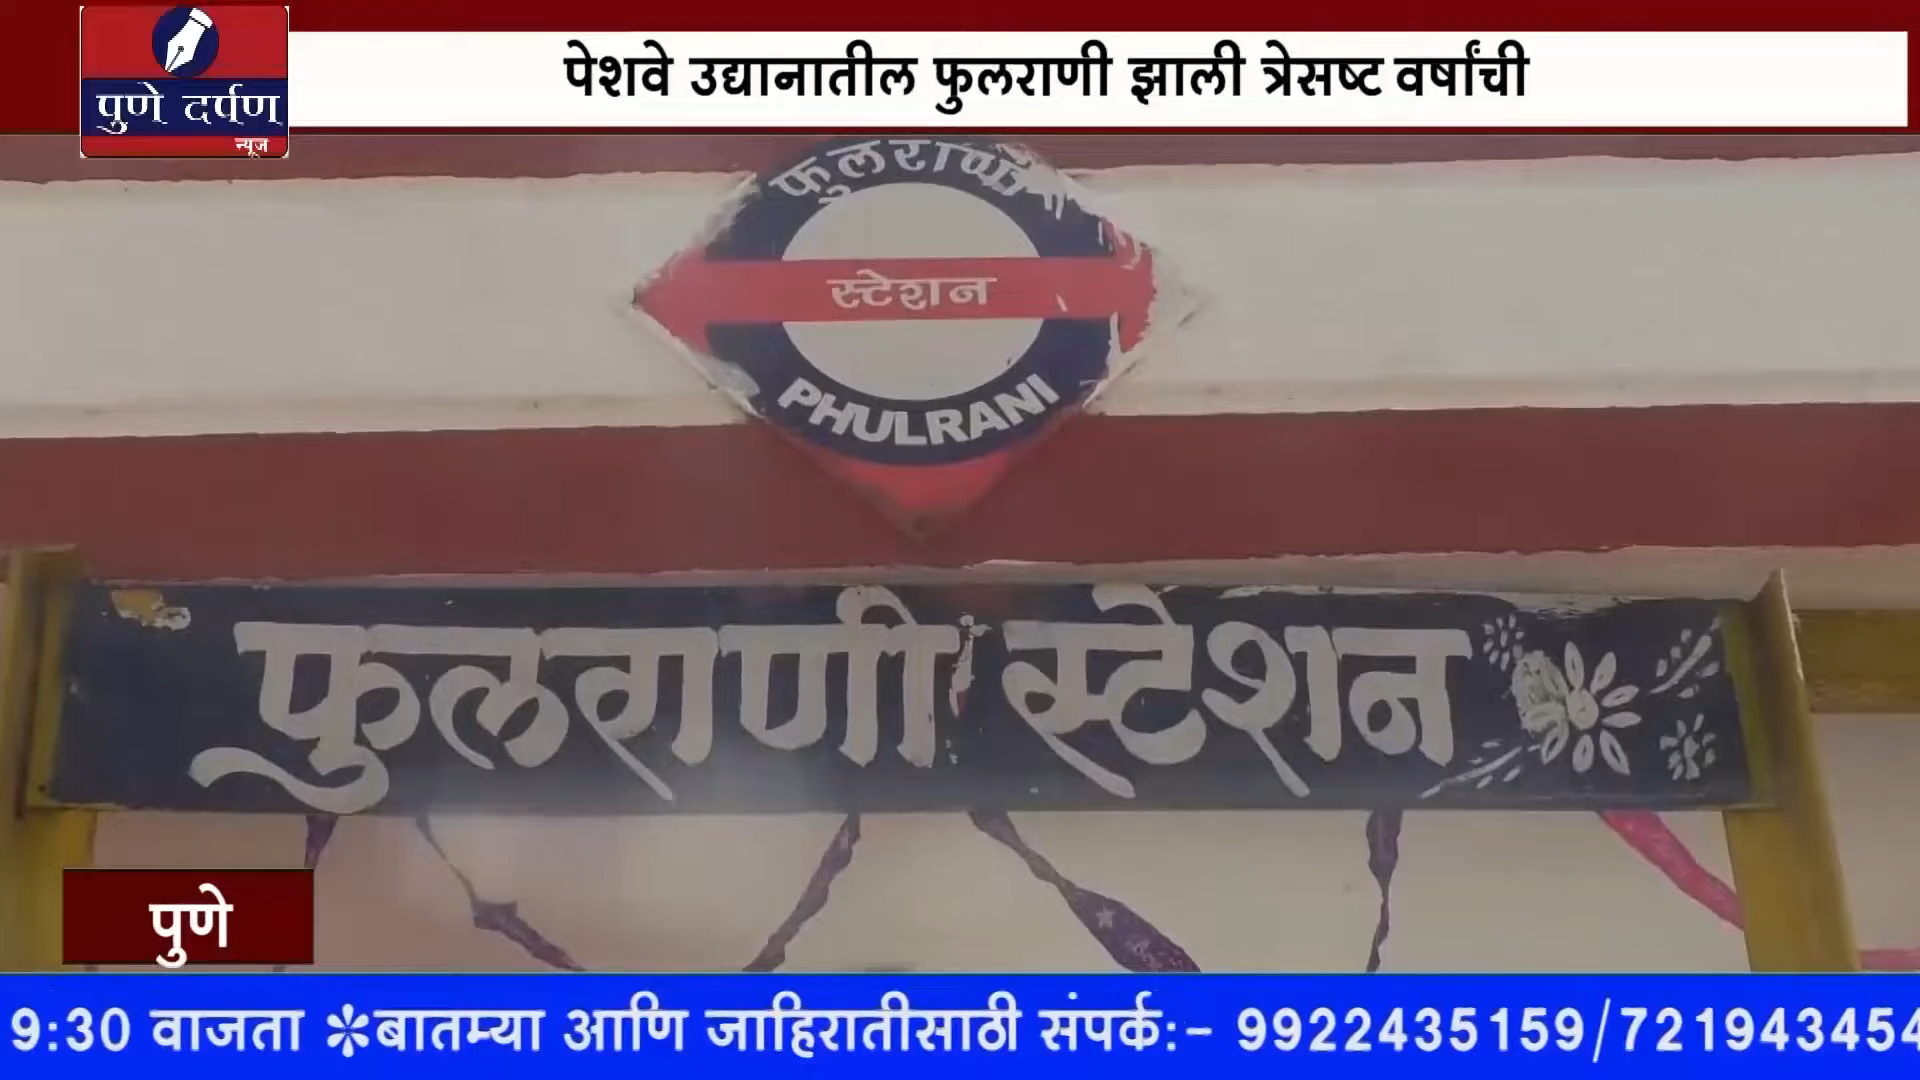 पेशवे उद्यानातील फुलराणी झाली त्रेसष्ट वर्षांची
पुणे दर्पण
न्यूज
फुलराणी
स्टेशन
PHULRANI
फुलराणी स्टेशन
पुणे
9:30 वाजता ✻बातम्या आणि जाहिरातीसाठी संपर्क:- 9922435159/721943454